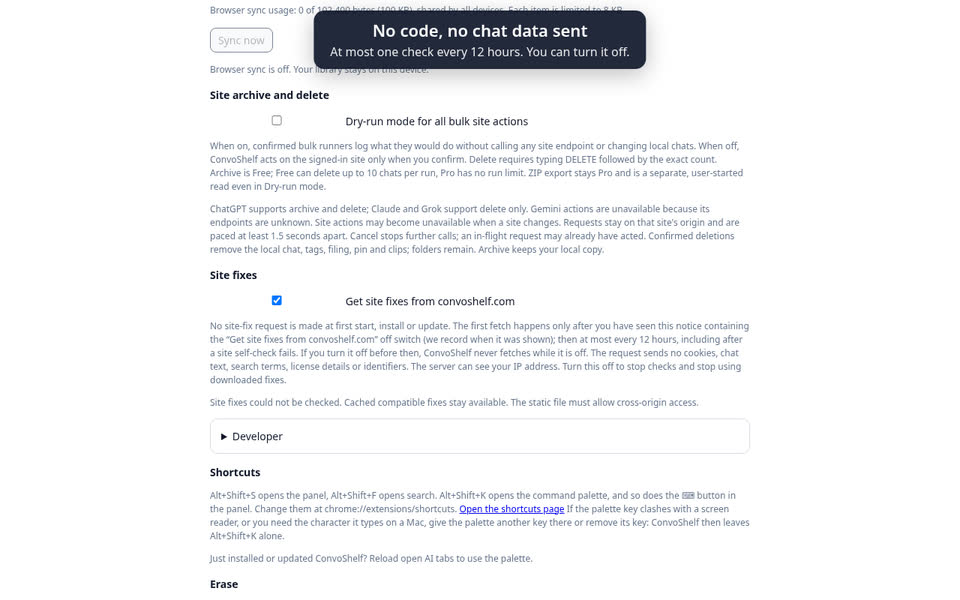 Browser sync usage: 0 of 102,400 bytes (100 KB), shared by all devices. Each item is limited to 8 KB.
No code, no chat data sent
At most one check every 12 hours. You can turn it off.
Sync now
Browser sync is off. Your library stays on this device.
Site archive and delete
Dry-run mode for all bulk site actions
When on, confirmed bulk runners log what they would do without calling any site endpoint or changing local chats. When off,
ConvoShelf acts on the signed-in site only when you confirm. Delete requires typing DELETE followed by the exact count.
Archive is Free; Free can delete up to 10 chats per run, Pro has no run limit. ZIP export stays Pro and is a separate, user-started
read even in Dry-run mode.
ChatGPT supports archive and delete; Claude and Grok support delete only. Gemini actions are unavailable because its
endpoints are unknown. Site actions may become unavailable when a site changes. Requests stay on that site's origin and are
paced at least 1.5 seconds apart. Cancel stops further calls; an in-flight request may already have acted. Confirmed deletions
remove the local chat, tags, filing, pin and clips; folders remain. Archive keeps your local copy.
Site fixes
Get site fixes from convoshelf.com
No site-fix request is made at first start, install or update. The first fetch happens only after you have seen this notice containing
the “Get site fixes from convoshelf.com” off switch (we record when it was shown); then at most every 12 hours, including after
a site self-check fails. If you turn it off before then, ConvoShelf never fetches while it is off. The request sends no cookies, chat
text, search terms, license details or identifiers. The server can see your IP address. Turn this off to stop checks and stop using
downloaded fixes.
Site fixes could not be checked. Cached compatible fixes stay available. The static file must allow cross-origin access.
Developer
Shortcuts
Alt+Shift+S opens the panel, Alt+Shift+F opens search. Alt+Shift+K opens the command palette, and so does the ⌨ button in
the panel. Change them at chrome://extensions/shortcuts. Open the shortcuts page If the palette key clashes with a screen
reader, or you need the character it types on a Mac, give the palette another key there or remove its key: ConvoShelf then leaves
Alt+Shift+K alone.
Just installed or updated ConvoShelf? Reload open AI tabs to use the palette.
Erase